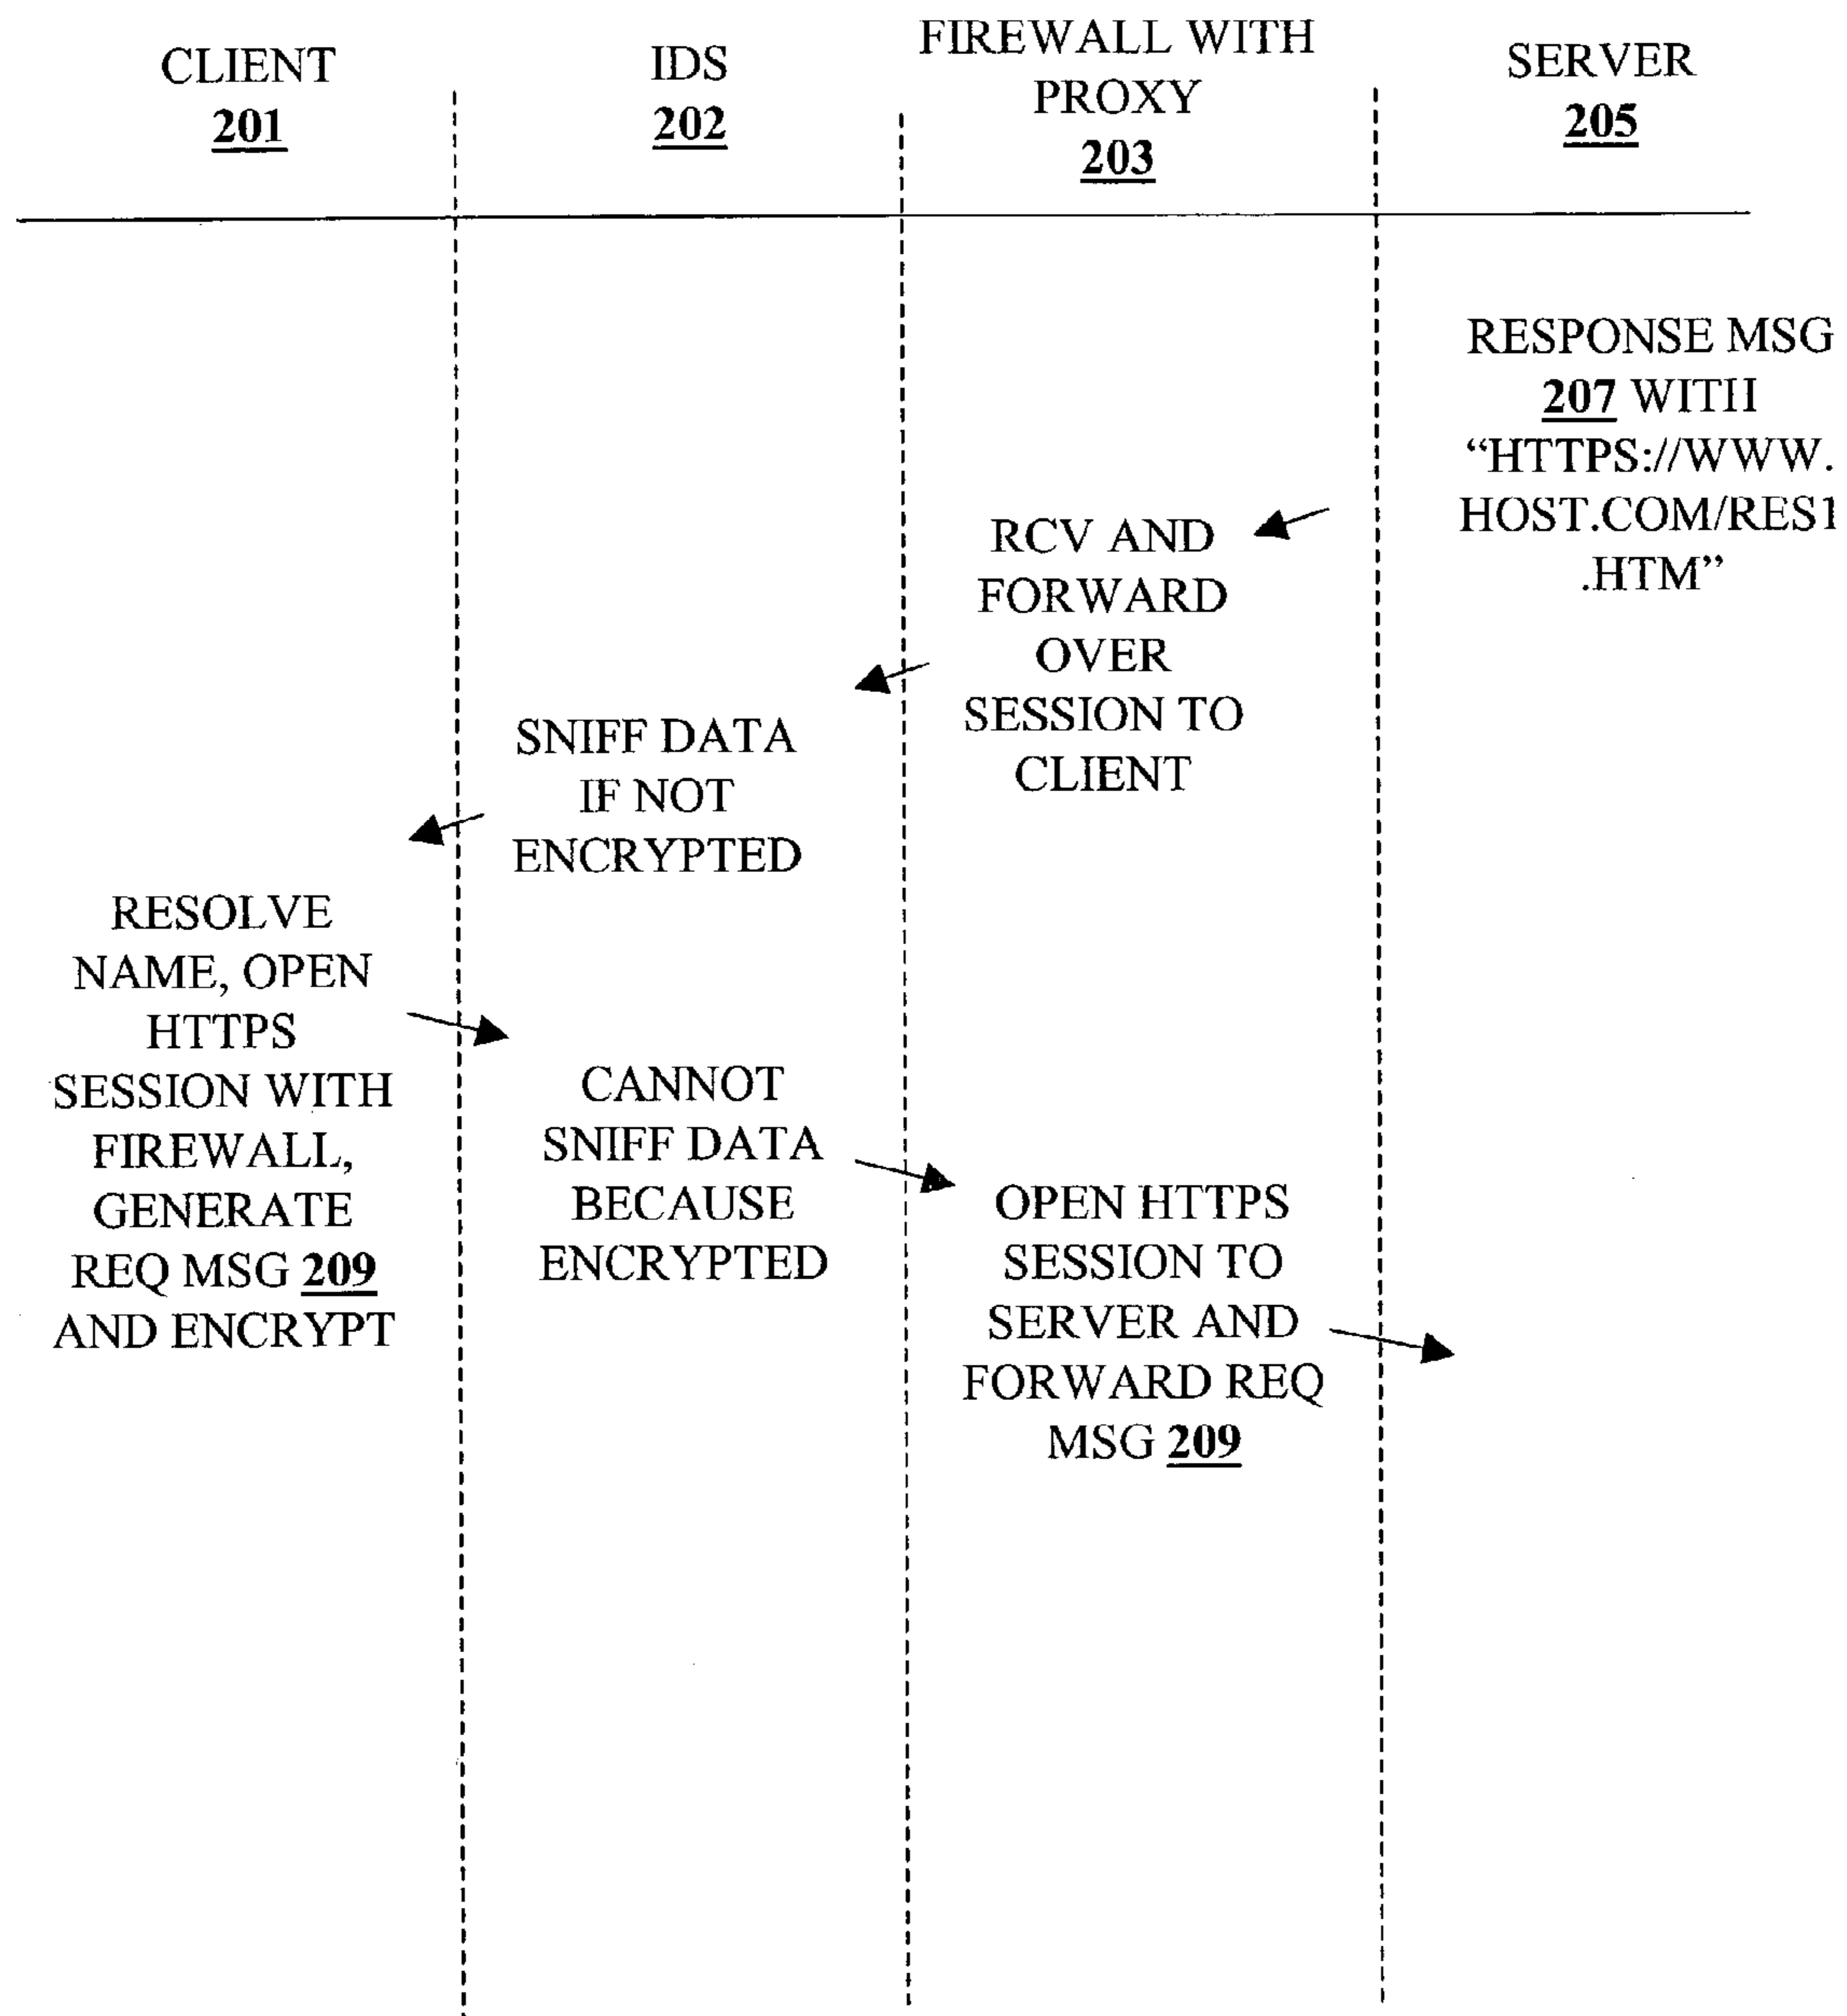 CLIENT
201
IDS
202
FIREWALL WITH
PROXY
203
SERVER
205
RESPONSE MSG
207 WITH
“HTTPS://WWW.
HOST.COM/RES1
.HTM”
RCV AND
FORWARD
OVER
SESSION TO
CLIENT
SNIFF DATA
IF NOT
ENCRYPTED
RESOLVE
NAME, OPEN
HTTPS
SESSION WITH
FIREWALL,
GENERATE
REQ MSG 209
AND ENCRYPT
CANNOT
SNIFF DATA
BECAUSE
ENCRYPTED
OPEN HTTPS
SESSION TO
SERVER AND
FORWARD REQ
MSG 209